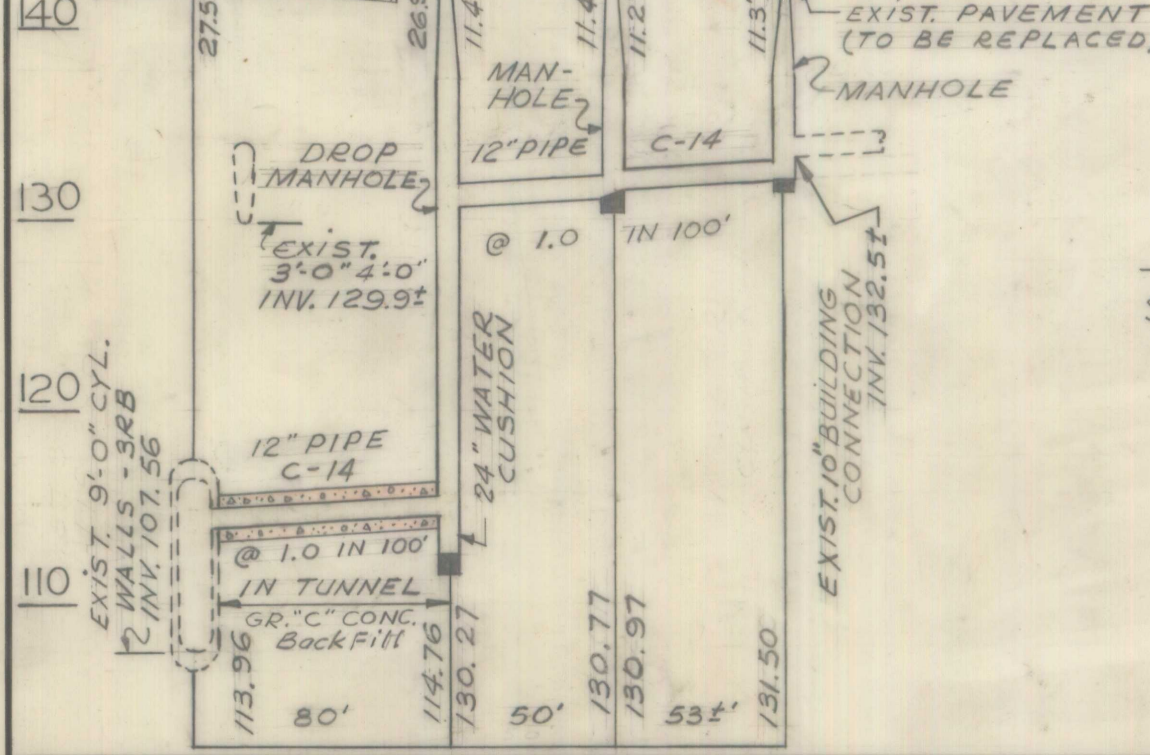 140
27.5
11.4
11.4
11.2
11.3
EXIST. PAVEMENT
(TO BE REPLACED)
MAN-
HOLE
MANHOLE
12" PIPE
C-14
DROP
MANHOLE
130
@ 1.0 IN 100'
EXIST.
3'-0" 4'-0"
INV. 129.9±
EXIST. 10" BUILDING
CONNECTION
INV. 132.5±
24" WATER
CUSHION
120
EXIST. 9'-0" CYL.
WALLS - 3RB
INV. 107.56
12" PIPE
C-14
@ 1.0 IN 100'
110
IN TUNNEL
GR. "C" CONC.
Back Fill
113.96
114.76
130.27
130.77
130.97
131.50
80'
50'
53±'